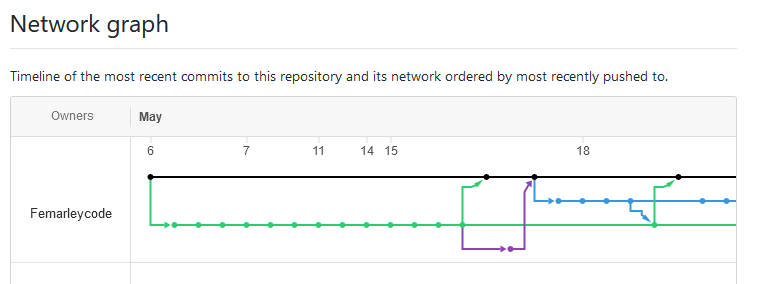 Network graph
Timeline of the most recent commits to this repository and its network ordered by most recently pushed to.
Owners May
6 7 11 14 15 18
Femarleycode